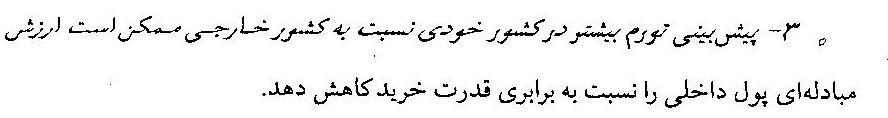 ۳- پیش‌بینی تورم بیشتر در کشور خودی نسبت به کشور خارجی ممکن است ارزش
مبادله‌ای پول داخلی را نسبت به برابری قدرت خرید کاهش دهد.